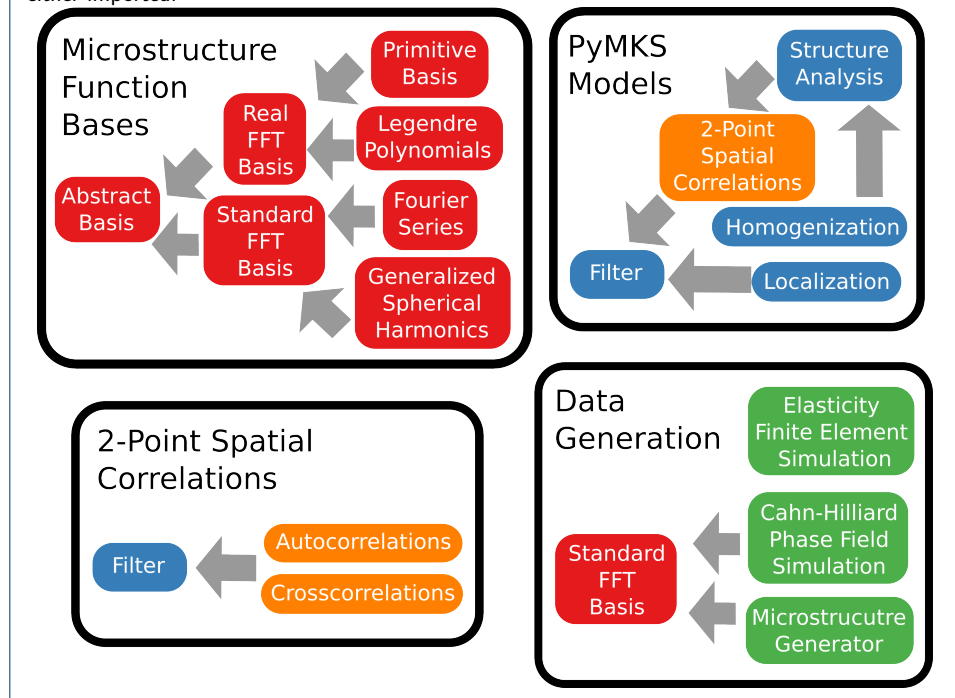 Microstructure
Function
Bases
Primitive
Basis
Real
FFT
Basis
Legendre
Polynomials
Abstract
Basis
Standard
FFT
Basis
Fourier
Series
Generalized
Spherical
Harmonics
PyMKS
Models
Structure
Analysis
2-Point
Spatial
Correlations
Homogenization
Filter
Localization
2-Point Spatial
Correlations
Filter
Autocorrelations
Crosscorrelations
Data
Generation
Elasticity
Finite Element
Simulation
Cahn-Hilliard
Phase Field
Simulation
Standard
FFT
Basis
Microstrucutre
Generator